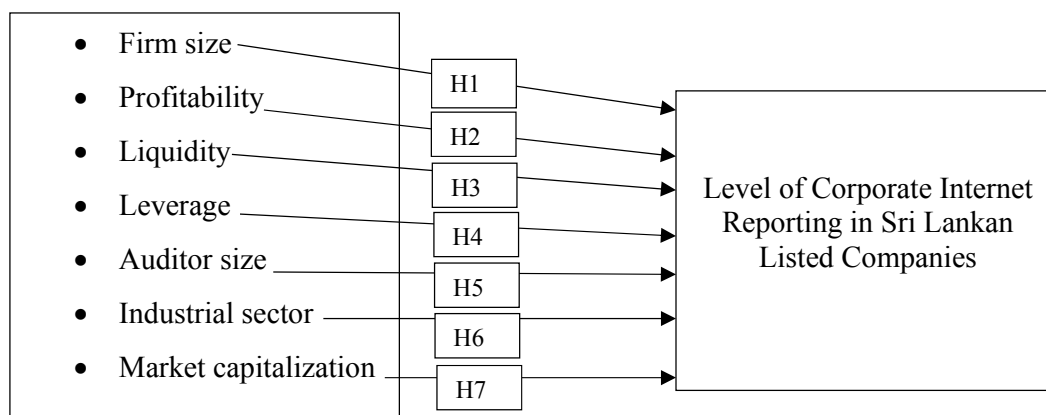 • Firm size
• Profitability
• Liquidity
• Leverage
• Auditor size
• Industrial sector
• Market capitalization
H1
H2
H3
H4
H5
H6
H7
Level of Corporate Internet
Reporting in Sri Lankan
Listed Companies